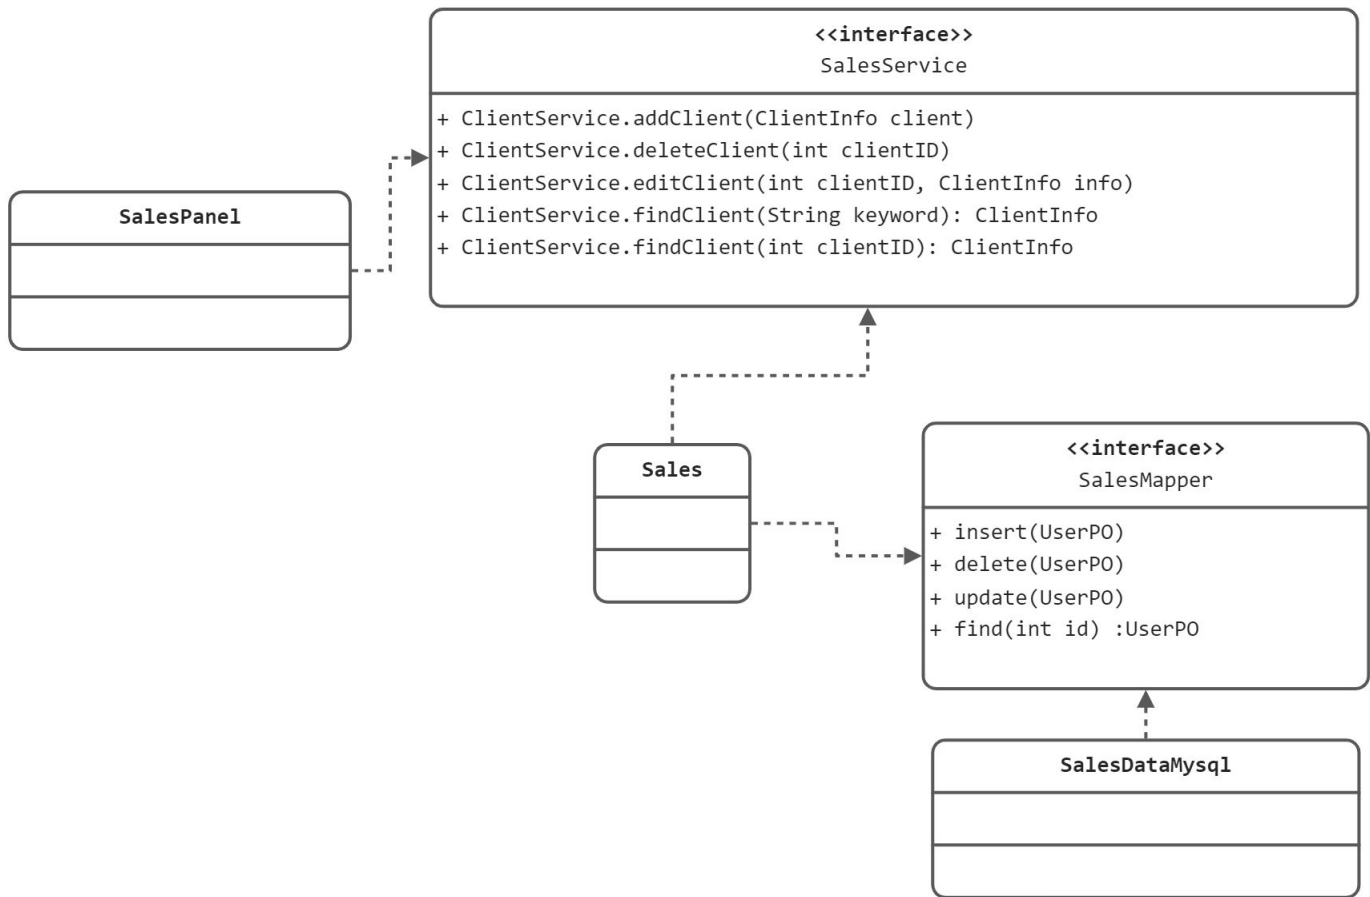 <<interface>>
SalesService
+ ClientService.addClient(ClientInfo client)
+ ClientService.deleteClient(int clientID)
+ ClientService.editClient(int clientID, ClientInfo info)
+ ClientService.findClient(String keyword): ClientInfo
+ ClientService.findClient(int clientID): ClientInfo
SalesPanel
Sales
<<interface>>
SalesMapper
+ insert(UserPO)
+ delete(UserPO)
+ update(UserPO)
+ find(int id) :UserPO
SalesDataMysql